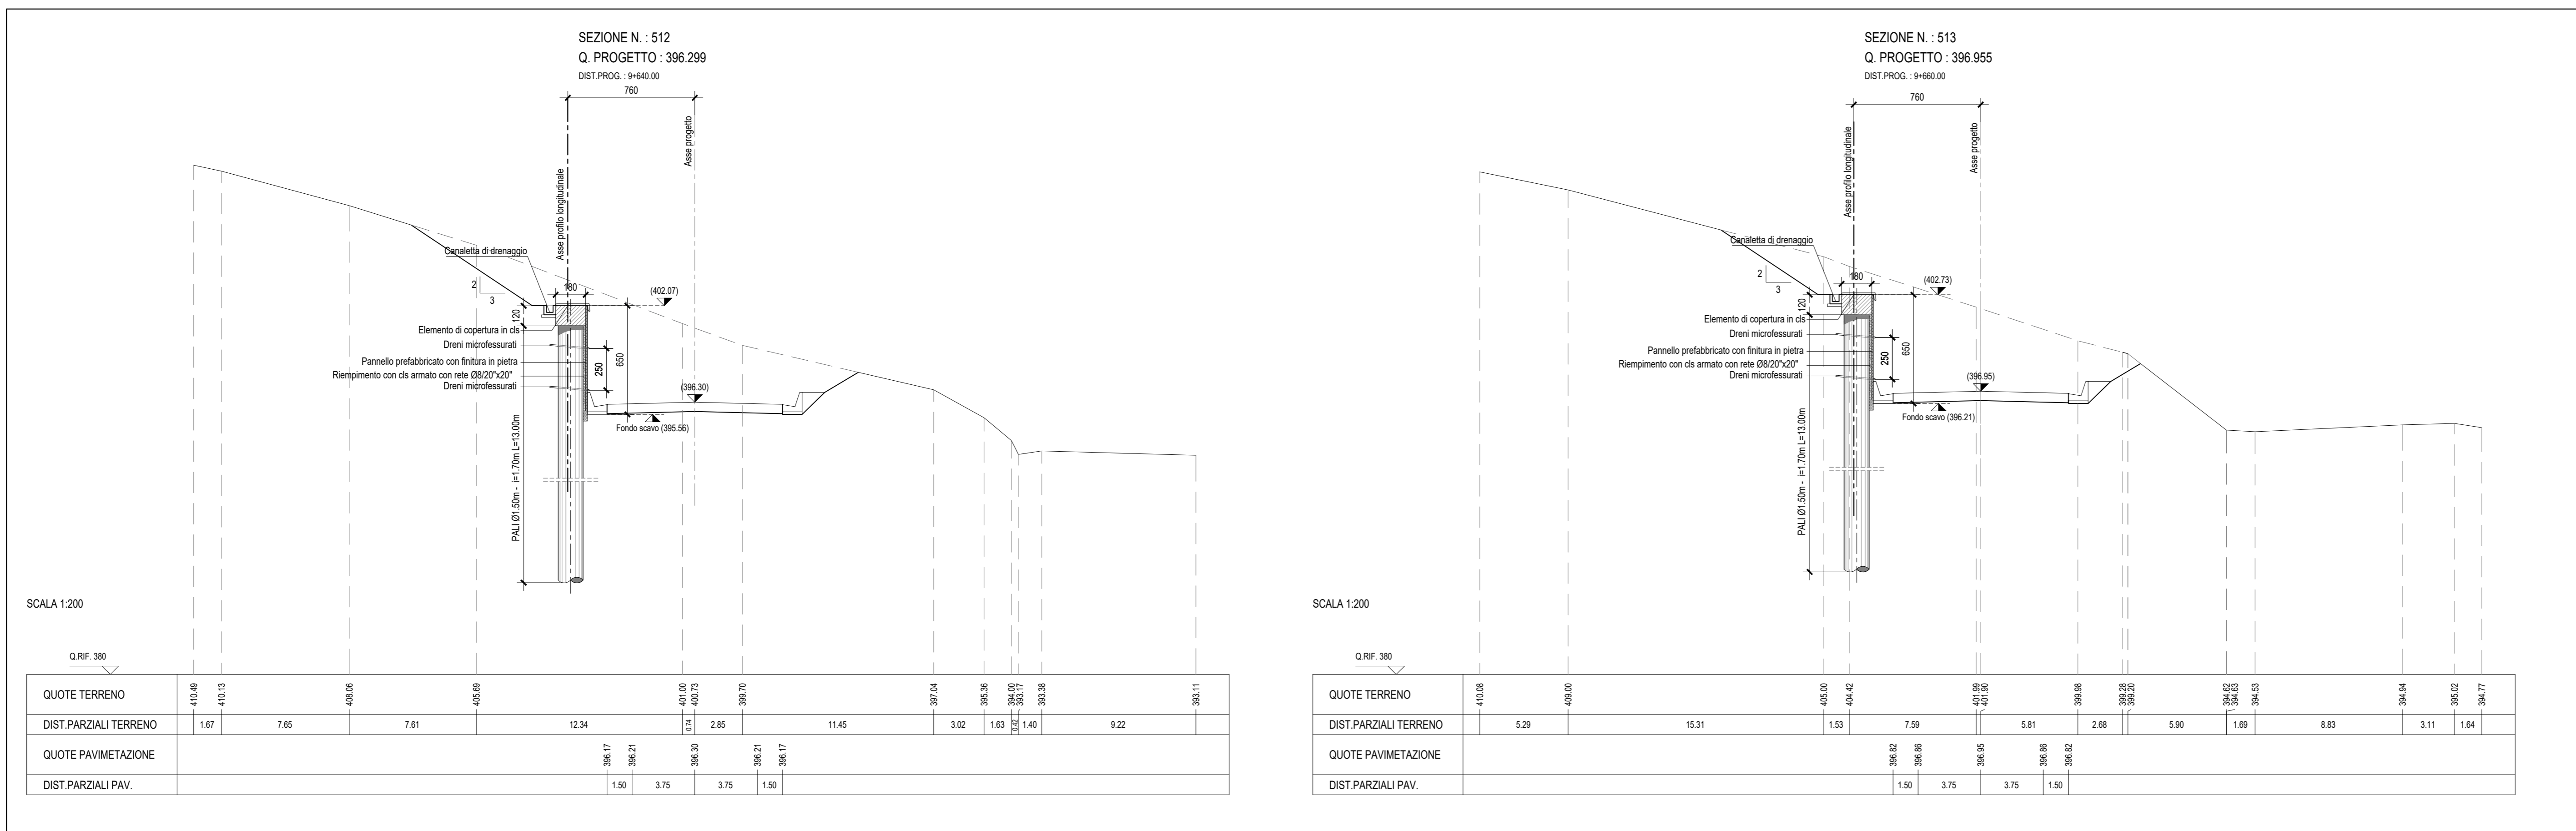 SEZIONE N. : 512
Q. PROGETTO : 396.299
DIST.PROG. : 9+640.00
760
Asse profilo longitudinale
Asse progetto
Canaletta di drenaggio
2
3
180
(402.07)
120
Elemento di copertura in cls
Dreni microfessurati
Pannello prefabbricato con finitura in pietra
Riempimento con cls armato con rete Ø8/20"x20"
Dreni microfessurati
250
650
(396.30)
Fondo scavo (395.56)
PALI Ø1.50m - i=1.70m L=13.00m
SCALA 1:200
Q.RIF. 380
QUOTE TERRENO 410.49 410.13 408.06 405.69 401.00 400.73 399.70 397.04 395.36 394.00 393.17 393.38 393.11
DIST.PARZIALI TERRENO 1.67 7.65 7.61 12.34 0.74 2.85 11.45 3.02 1.63 0.42 1.40 9.22
QUOTE PAVIMETAZIONE 396.17 396.21 396.30 396.21 396.17
DIST.PARZIALI PAV. 1.50 3.75 3.75 1.50
SEZIONE N. : 513
Q. PROGETTO : 396.955
DIST.PROG. : 9+660.00
760
Asse profilo longitudinale
Asse progetto
Canaletta di drenaggio
2
3
180
(402.73)
120
Elemento di copertura in cls
Dreni microfessurati
Pannello prefabbricato con finitura in pietra
Riempimento con cls armato con rete Ø8/20"x20"
Dreni microfessurati
250
650
(396.95)
Fondo scavo (396.21)
PALI Ø1.50m - i=1.70m L=13.00m
SCALA 1:200
Q.RIF. 380
QUOTE TERRENO 410.08 409.00 405.00 404.42 401.99 401.90 399.98 399.28 399.20 394.62 394.63 394.53 394.94 395.02 394.77
DIST.PARZIALI TERRENO 5.29 15.31 1.53 7.59 5.81 2.68 5.90 1.69 8.83 3.11 1.64
QUOTE PAVIMETAZIONE 396.82 396.86 396.95 396.86 396.82
DIST.PARZIALI PAV. 1.50 3.75 3.75 1.50